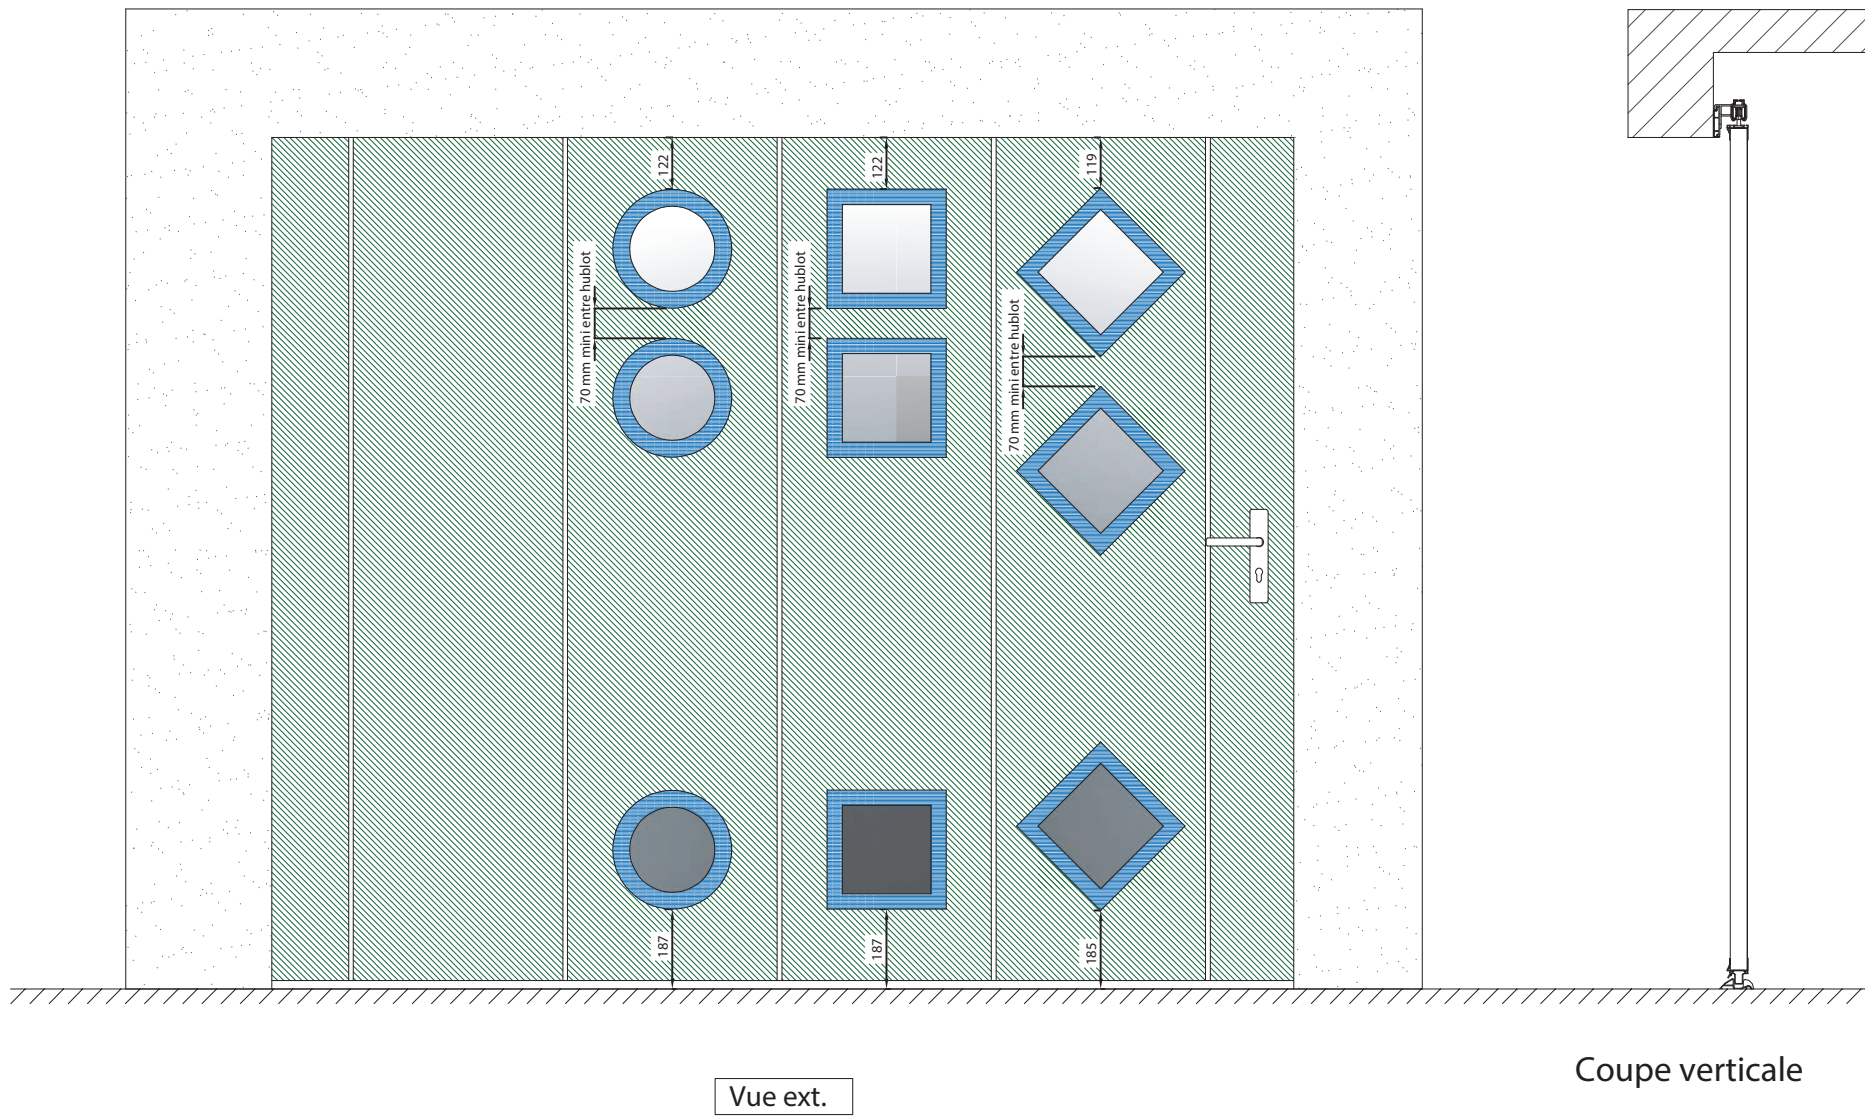 122
122
119
70 mm mini entre hublot
70 mm mini entre hublot
70 mm mini entre hublot
187
187
185
Vue ext.
Coupe verticale